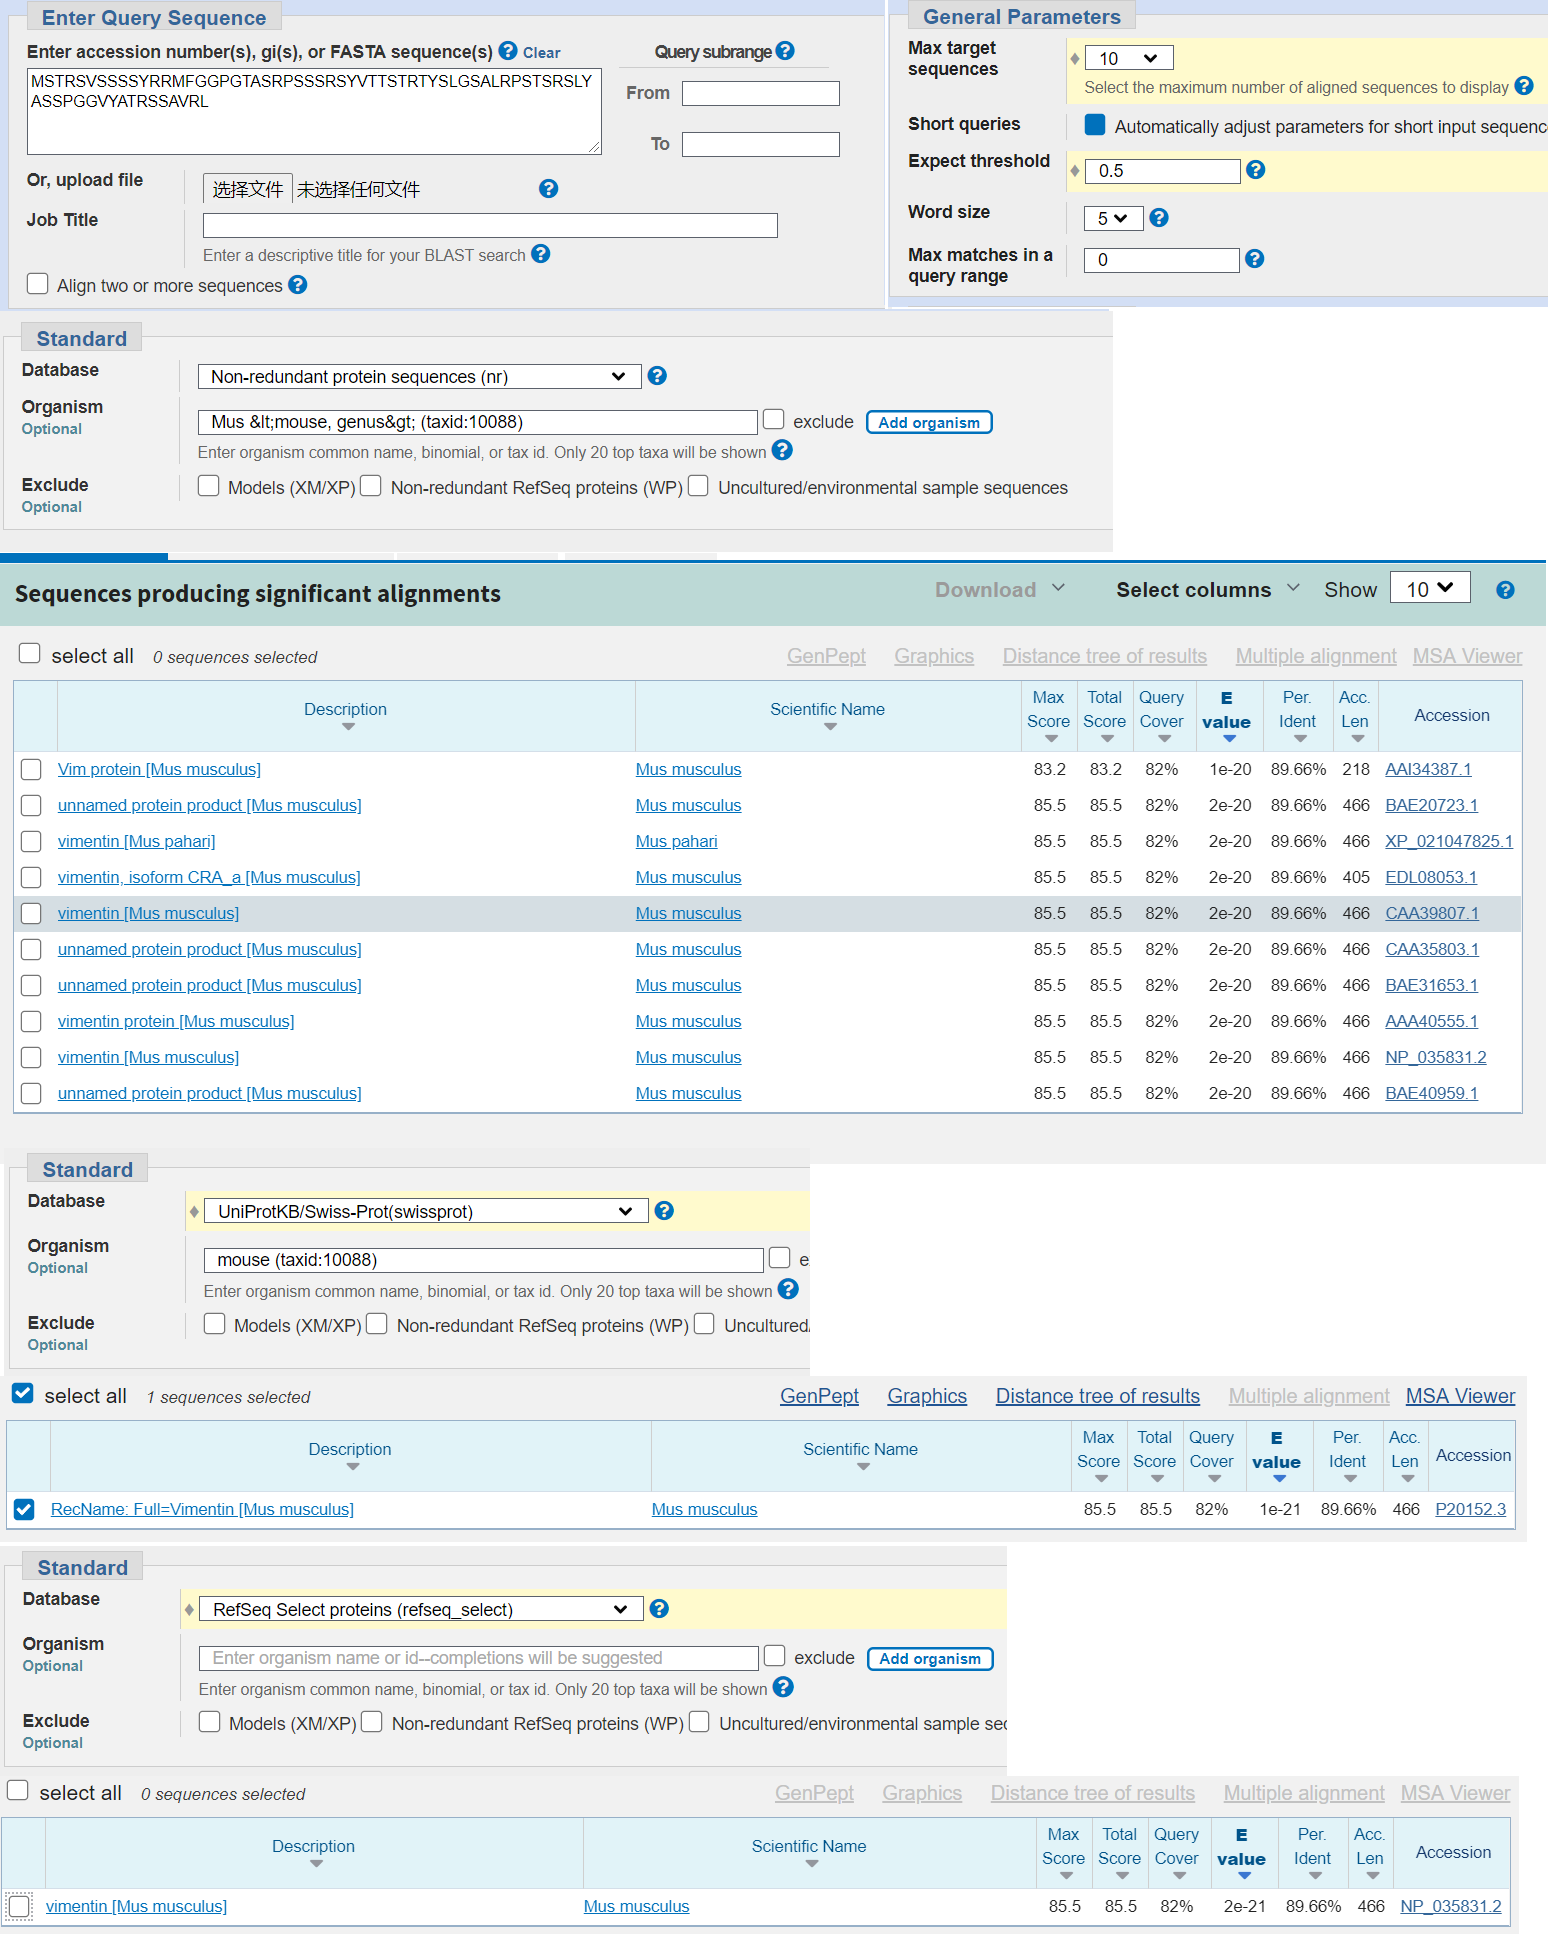 Enter Query Sequence
Enter accession number(s), gi(s), or FASTA sequence(s) Clear
Query subrange
MSTRSVSSSSYRRMFGGPGTASRPSSSRSYVTTSTRTYSLGSALRPSTSRSLY
ASSPGGVYATRSSAVRL
From
To
Or, upload file
选择文件 未选择任何文件
Job Title
Enter a descriptive title for your BLAST search
Align two or more sequences
General Parameters
Max target
sequences
10
Select the maximum number of aligned sequences to display
Short queries
Automatically adjust parameters for short input sequenc
Expect threshold
0.5
Word size
5
Max matches in a
query range
0
Standard
Database
Non-redundant protein sequences (nr)
Organism
Optional
Mus &lt;mouse, genus&gt; (taxid:10088) exclude Add organism
Enter organism common name, binomial, or tax id. Only 20 top taxa will be shown
Exclude
Optional
Models (XM/XP) Non-redundant RefSeq proteins (WP) Uncultured/environmental sample sequences
Sequences producing significant alignments Download Select columns Show 10
select all 0 sequences selected GenPept Graphics Distance tree of results Multiple alignment MSA Viewer
Description Scientific Name Max Score Total Score Query Cover E value Per. Ident Acc. Len Accession
Vim protein [Mus musculus] Mus musculus 83.2 83.2 82% 1e-20 89.66% 218 AAI34387.1
unnamed protein product [Mus musculus] Mus musculus 85.5 85.5 82% 2e-20 89.66% 466 BAE20723.1
vimentin [Mus pahari] Mus pahari 85.5 85.5 82% 2e-20 89.66% 466 XP_021047825.1
vimentin, isoform CRA_a [Mus musculus] Mus musculus 85.5 85.5 82% 2e-20 89.66% 405 EDL08053.1
vimentin [Mus musculus] Mus musculus 85.5 85.5 82% 2e-20 89.66% 466 CAA39807.1
unnamed protein product [Mus musculus] Mus musculus 85.5 85.5 82% 2e-20 89.66% 466 CAA35803.1
unnamed protein product [Mus musculus] Mus musculus 85.5 85.5 82% 2e-20 89.66% 466 BAE31653.1
vimentin protein [Mus musculus] Mus musculus 85.5 85.5 82% 2e-20 89.66% 466 AAA40555.1
vimentin [Mus musculus] Mus musculus 85.5 85.5 82% 2e-20 89.66% 466 NP_035831.2
unnamed protein product [Mus musculus] Mus musculus 85.5 85.5 82% 2e-20 89.66% 466 BAE40959.1
Standard
Database
UniProtKB/Swiss-Prot(swissprot)
Organism
Optional
mouse (taxid:10088) e
Enter organism common name, binomial, or tax id. Only 20 top taxa will be shown
Exclude
Optional
Models (XM/XP) Non-redundant RefSeq proteins (WP) Uncultured/
select all 1 sequences selected GenPept Graphics Distance tree of results Multiple alignment MSA Viewer
Description Scientific Name Max Score Total Score Query Cover E value Per. Ident Acc. Len Accession
RecName: Full=Vimentin [Mus musculus] Mus musculus 85.5 85.5 82% 1e-21 89.66% 466 P20152.3
Standard
Database
RefSeq Select proteins (refseq_select)
Organism
Optional
Enter organism name or id--completions will be suggested exclude Add organism
Enter organism common name, binomial, or tax id. Only 20 top taxa will be shown
Exclude
Optional
Models (XM/XP) Non-redundant RefSeq proteins (WP) Uncultured/environmental sample sec
select all 0 sequences selected GenPept Graphics Distance tree of results Multiple alignment MSA Viewer
Description Scientific Name Max Score Total Score Query Cover E value Per. Ident Acc. Len Accession
vimentin [Mus musculus] Mus musculus 85.5 85.5 82% 2e-21 89.66% 466 NP_035831.2